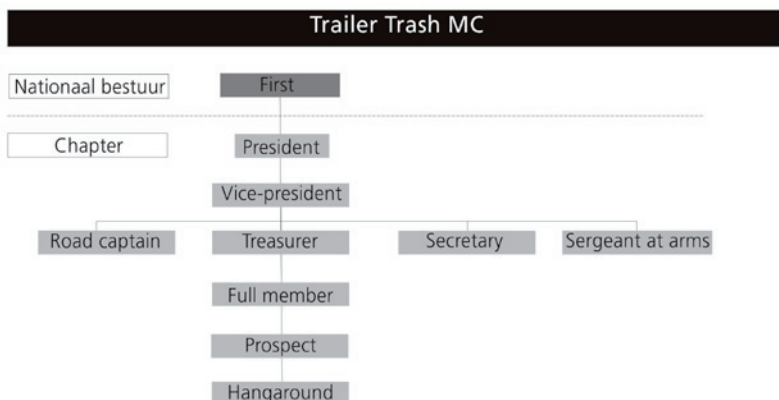 Trailer Trash MC
Nationaal bestuur
First
Chapter
President
Vice-president
Road captain
Treasurer
Secretary
Sergeant at arms
Full member
Prospect
Hangaround